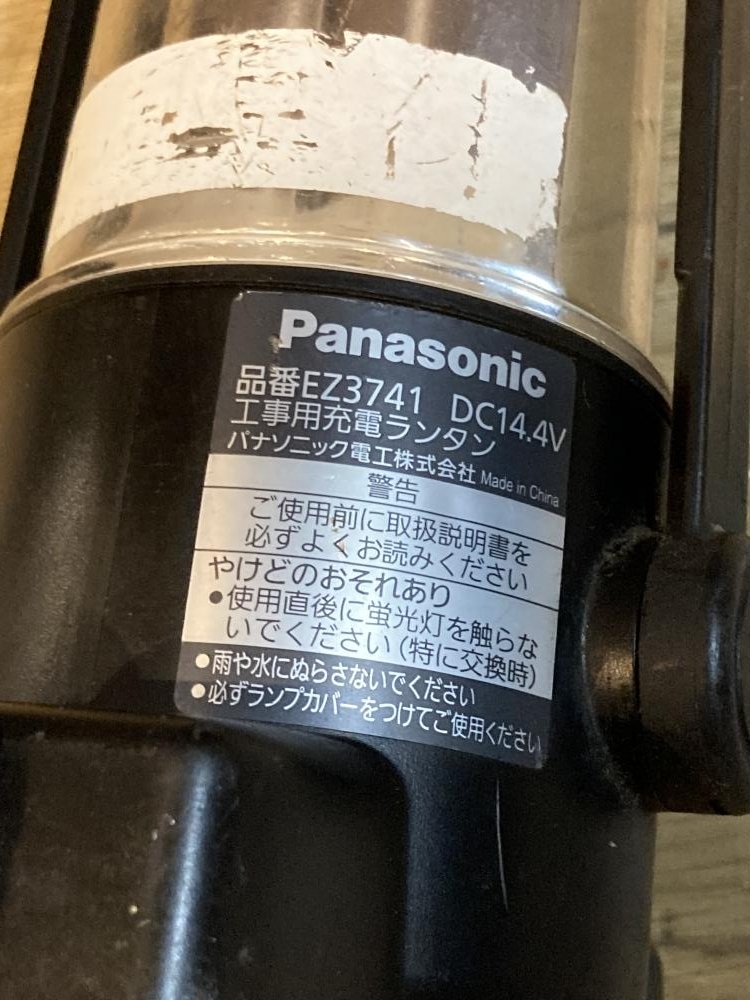 Panasonic
品番EZ3741 DC14.4V
工事用充電ランタン
パナソニック電工株式会社 Made in China
警告
ご使用前に取扱説明書を
必ずよくお読みください
やけどのおそれあり
●使用直後に蛍光灯を触らな
いでください(特に交換時)
●雨や水にぬらさないでください
●必ずランプカバーをつけてご使用ください